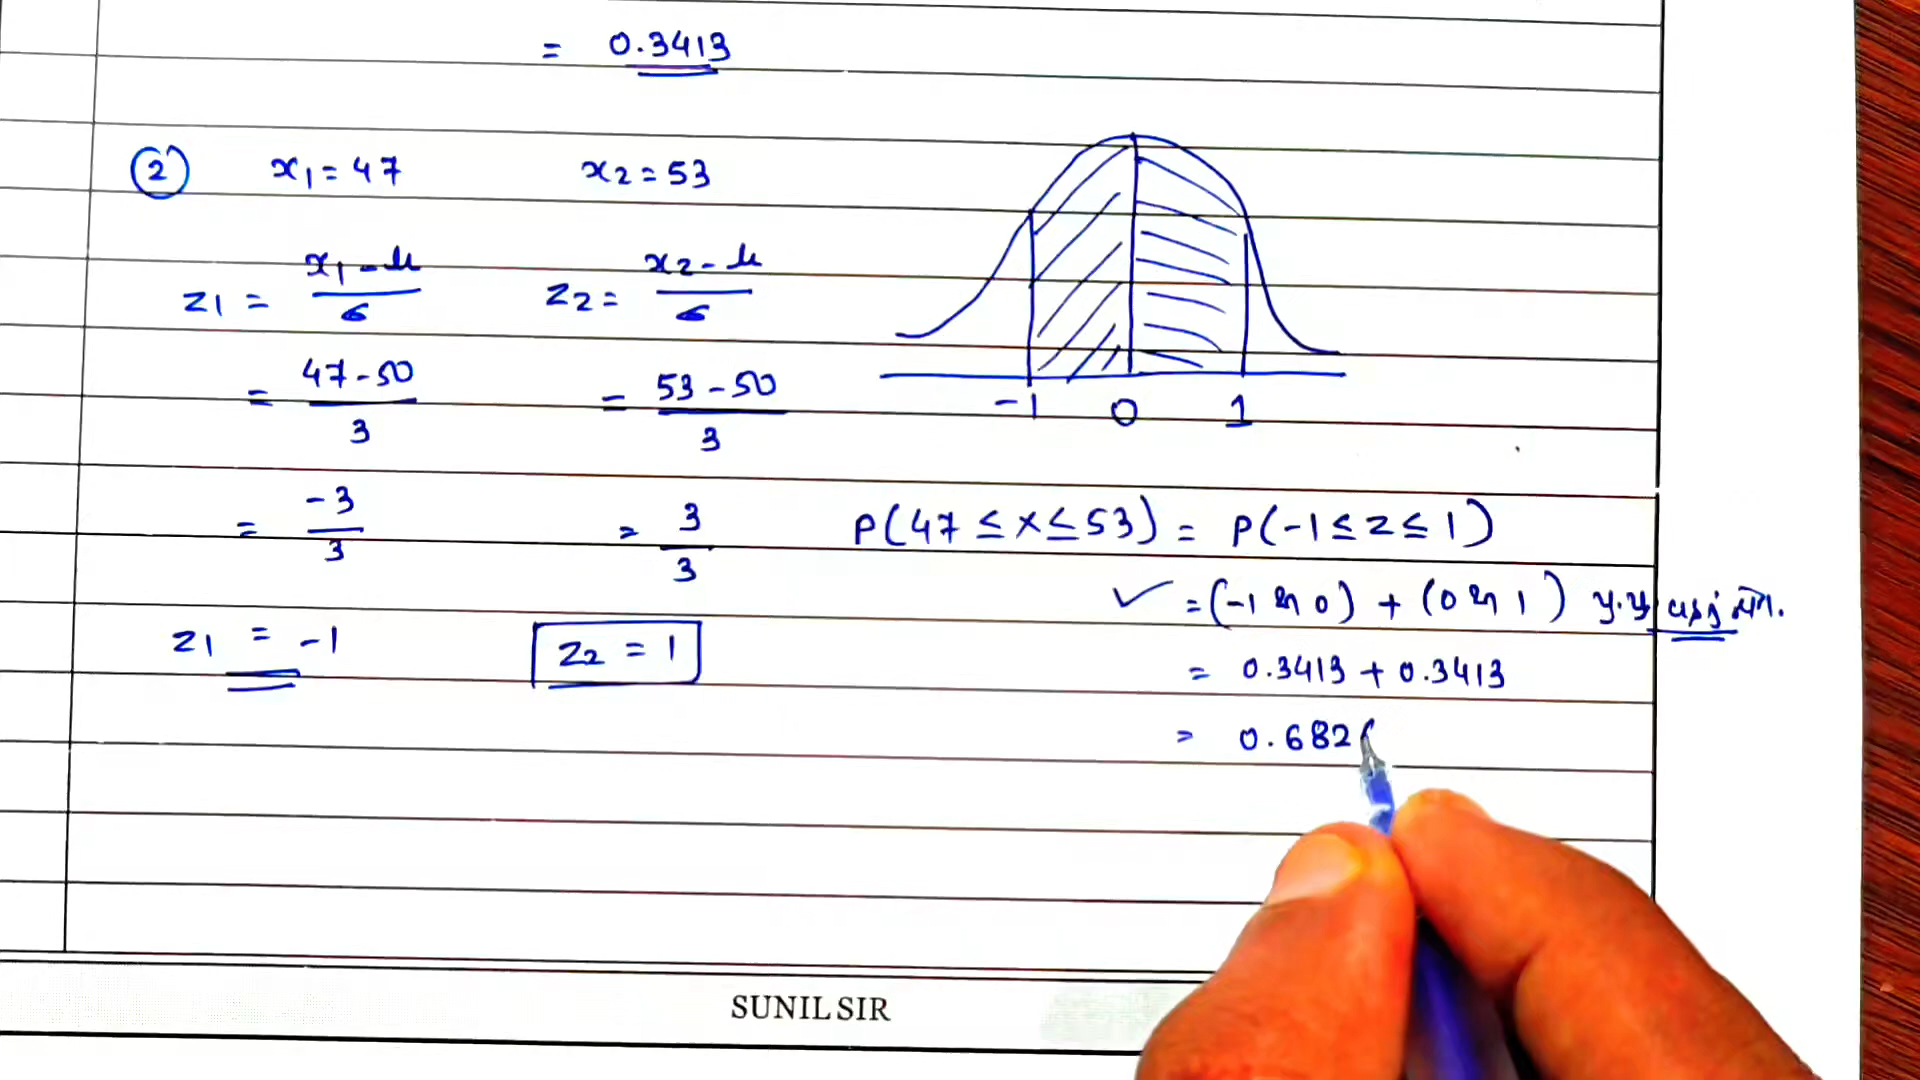 = 0.3413
② x₁ = 47 x₂ = 53
z₁ = (x₁ - μ)/σ z₂ = (x₂ - μ)/σ
= (47 - 50)/3 = (53 - 50)/3
-1 0 1
= -3/3 = 3/3 P(47 ≤ x ≤ 53) = P(-1 ≤ z ≤ 1)
✓ = (-1 0) + (0 1)
z₁ = -1 z₂ = 1 = 0.3413 + 0.3413
= 0.682
SUNIL SIR